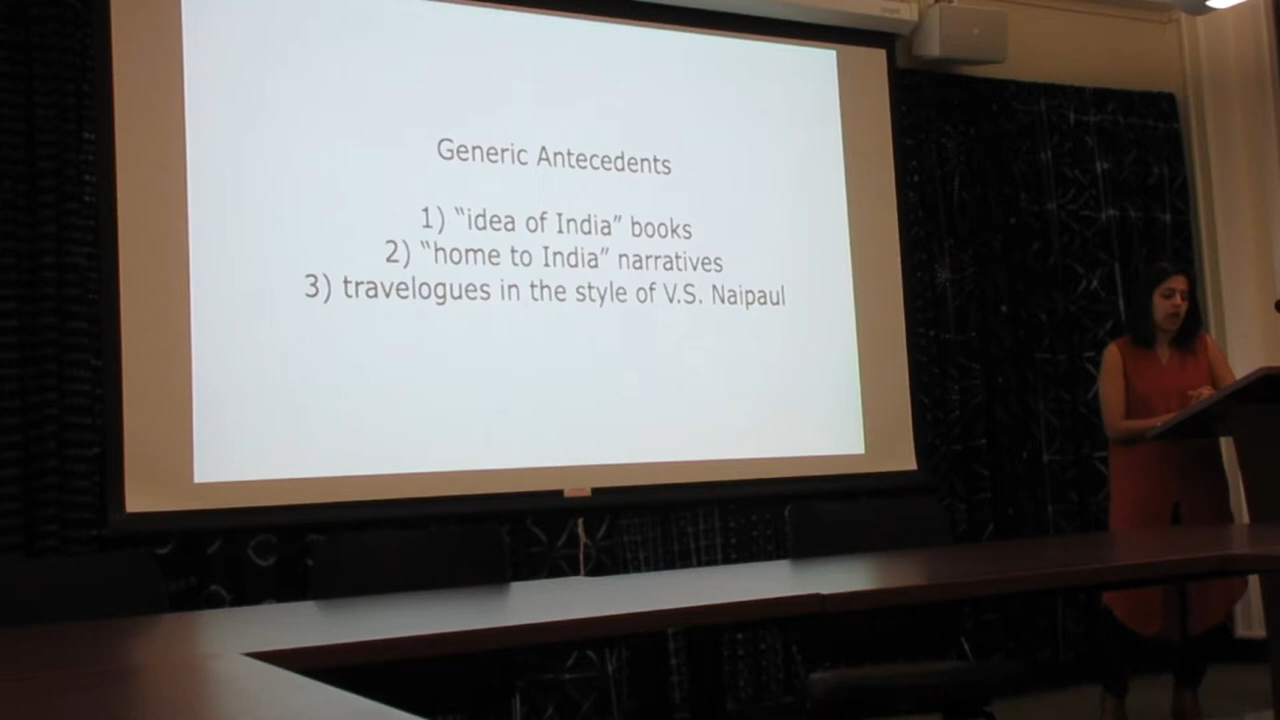 Generic Antecedents
1) “idea of India” books
2) “home to India” narratives
3) travelogues in the style of V.S. Naipaul